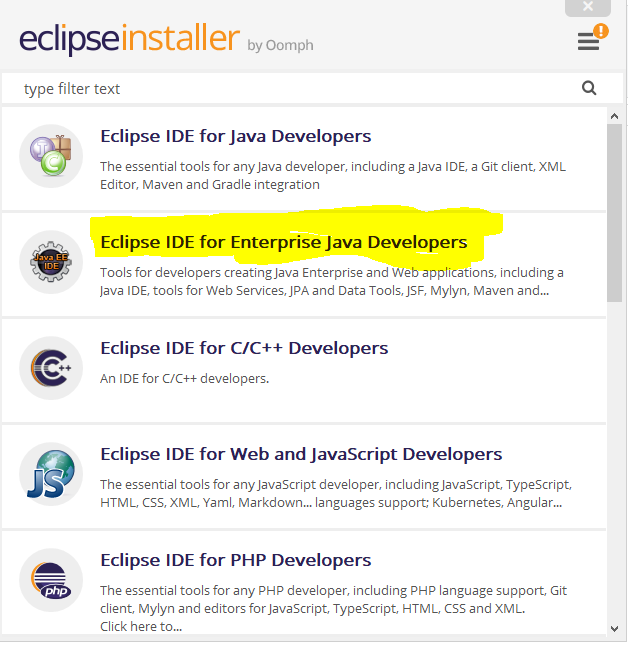 eclipseinstaller by Oomph
type filter text
Eclipse IDE for Java Developers
The essential tools for any Java developer, including a Java IDE, a Git client, XML
Editor, Maven and Gradle integration
Java EE
IDE
Eclipse IDE for Enterprise Java Developers
Tools for developers creating Java Enterprise and Web applications, including a
Java IDE, tools for Web Services, JPA and Data Tools, JSF, Mylyn, Maven and...
C++
Eclipse IDE for C/C++ Developers
An IDE for C/C++ developers.
JS
Eclipse IDE for Web and JavaScript Developers
The essential tools for any JavaScript developer, including JavaScript, TypeScript,
HTML, CSS, XML, Yaml, Markdown... languages support; Kubernetes, Angular...
php
Eclipse IDE for PHP Developers
The essential tools for any PHP developer, including PHP language support, Git
client, Mylyn and editors for JavaScript, TypeScript, HTML, CSS and XML.
Click here to...